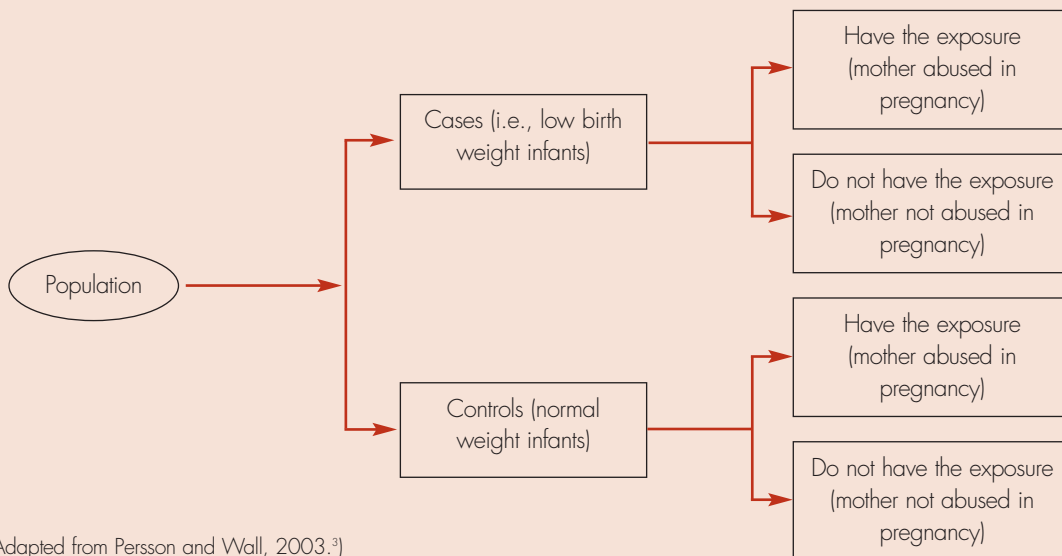 Population
Cases (i.e., low birth
weight infants)
Have the exposure
(mother abused in
pregnancy)
Do not have the exposure
(mother not abused in
pregnancy)
Controls (normal
weight infants)
Have the exposure
(mother abused in
pregnancy)
Do not have the exposure
(mother not abused in
pregnancy)
Adapted from Persson and Wall, 2003.³)